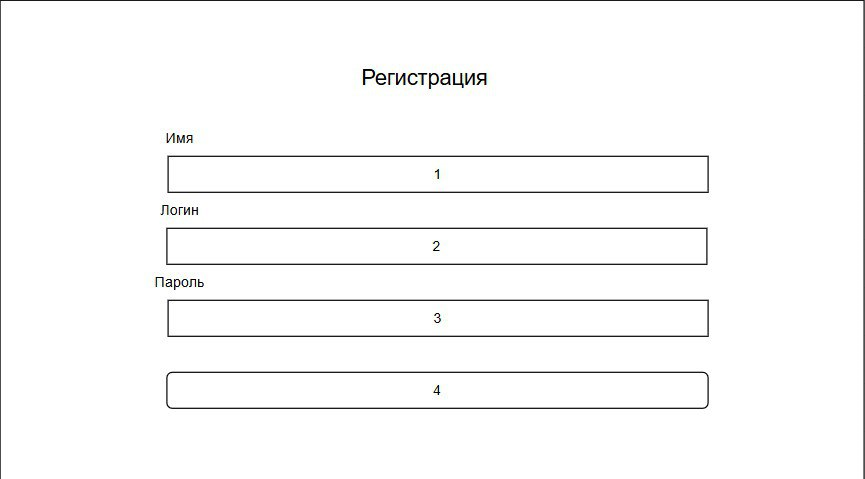 Регистрация
Имя
1
Логин
2
Пароль
3
4